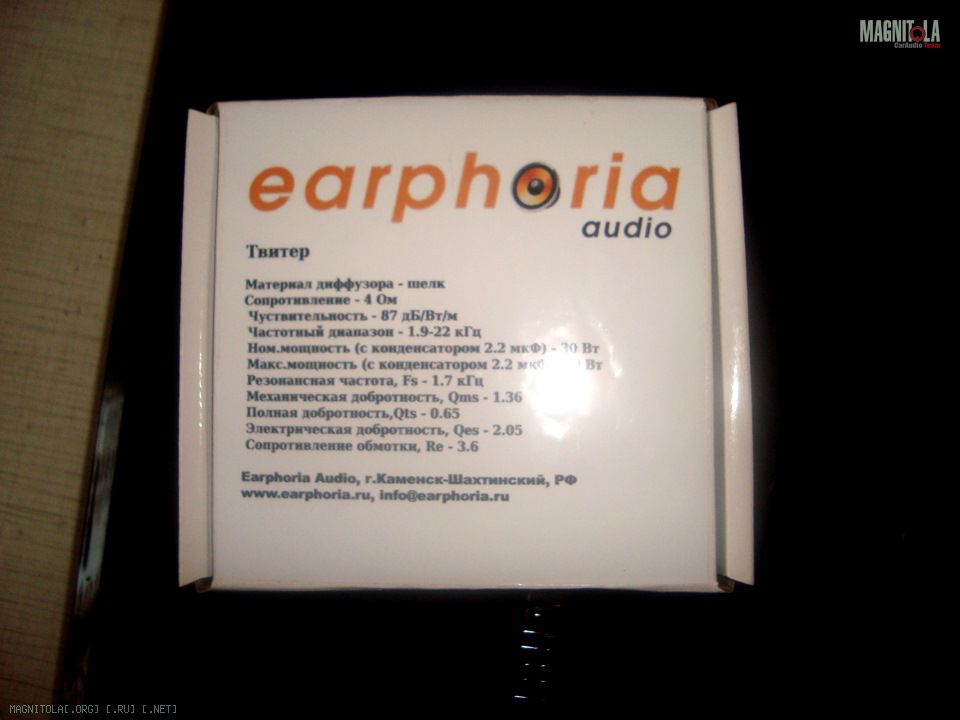 MAGNITOLA
CarAudio Team
earphoria
audio
Твитер
Материал диффузора - шелк
Сопротивление - 4 Ом
Чуствительность - 87 дБ/Вт/м
Частотный диапазон - 1.9-22 кГц
Ном.мощность (с конденсатором 2.2 мкФ) - Вт
Макс.мощность (с конденсатором 2.2 Вт
Резонансная частота, Fs - 1.7 кГц
Механическая добротность, Qms - 1.36
Полная добротность,Qts - 0.65
Электрическая добротность, Qes - 2.05
Сопротивление обмотки, Re - 3.6
Earphoria Audio, г.Каменск-Шахтинский, РФ
www.earphoria.ru, info@earphoria.ru
MAGNITOLA[.ORG] [.RU] [.NET]